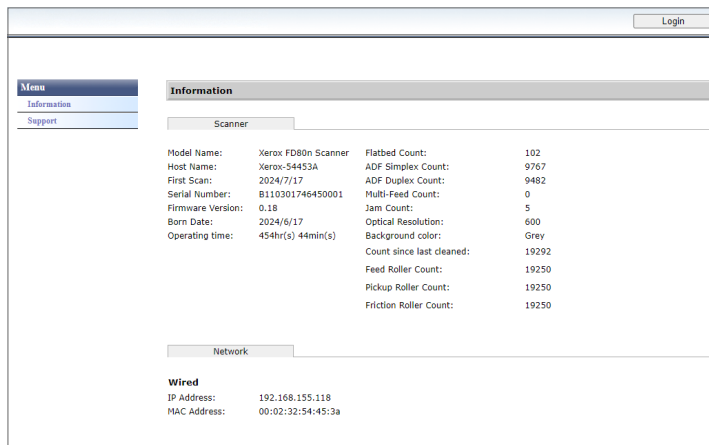 Login
Menu
Information
Support
Information
Scanner
Model Name: Xerox FD80n Scanner Flatbed Count: 102
Host Name: Xerox-54453A ADF Simplex Count: 9767
First Scan: 2024/7/17 ADF Duplex Count: 9482
Serial Number: B110301746450001 Multi-Feed Count: 0
Firmware Version: 0.18 Jam Count: 5
Born Date: 2024/6/17 Optical Resolution: 600
Operating time: 454hr(s) 44min(s) Background color: Grey
Count since last cleaned: 19292
Feed Roller Count: 19250
Pickup Roller Count: 19250
Friction Roller Count: 19250
Network
Wired
IP Address: 192.168.155.118
MAC Address: 00:02:32:54:45:3a